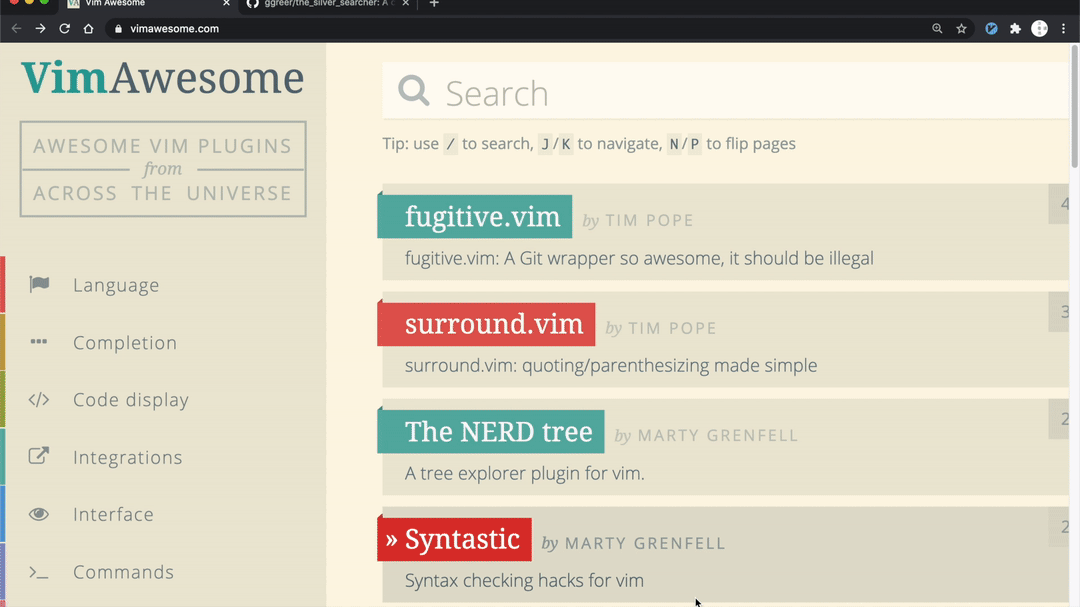 Vim Awesome
ggreer/the_silver_searcher: A
vimawesome.com
VimAwesome
AWESOME VIM PLUGINS
from
ACROSS THE UNIVERSE
Language
Completion
Code display
Integrations
Interface
Commands
Search
Tip: use / to search, J/K to navigate, N/P to flip pages
fugitive.vim by TIM POPE
4
fugitive.vim: A Git wrapper so awesome, it should be illegal
surround.vim by TIM POPE
3
surround.vim: quoting/parenthesizing made simple
The NERD tree by MARTY GRENFELL
2
A tree explorer plugin for vim.
» Syntastic by MARTY GRENFELL
2
Syntax checking hacks for vim